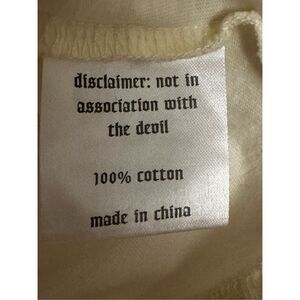 disclaimer: not in
association with
the devil
100% cotton
made in china